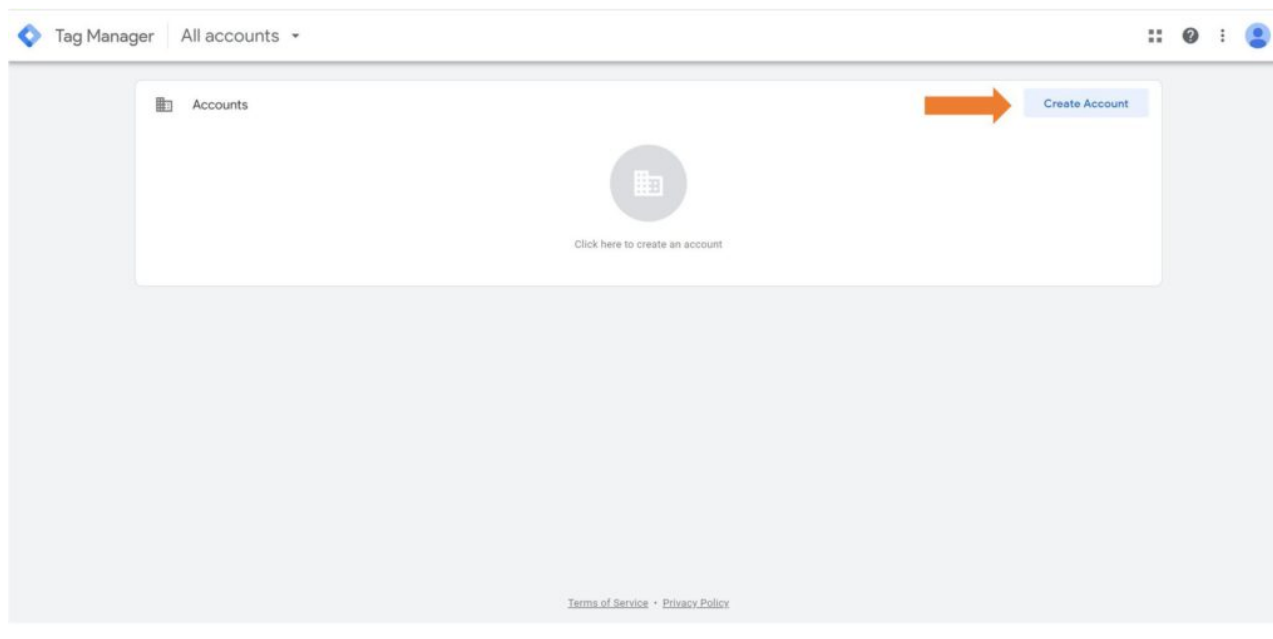 Tag Manager All accounts
Accounts Create Account
Click here to create an account
Terms of Service • Privacy Policy